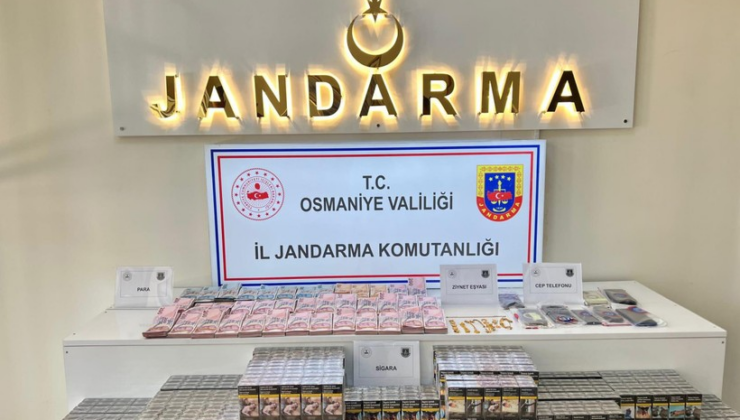 JANDARMA
T.C.
OSMANİYE VALİLİĞİ
JANDARMA
İL JANDARMA KOMUTANLIĞI
PARA
ZİYNET EŞYASI
CEP TELEFONU
SİGARA